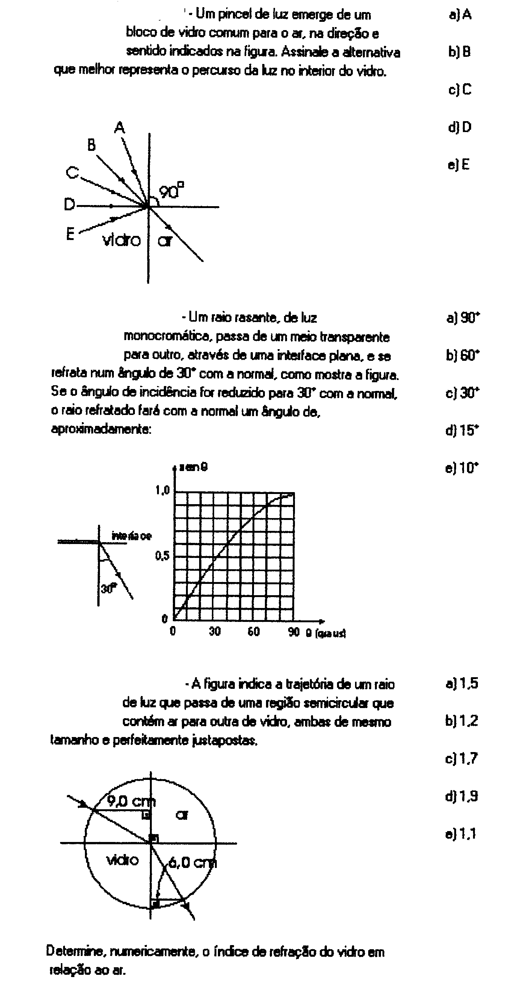 - Um pincel de luz emerge de um
bloco de vidro comum para o ar, na direção e
sentido indicados na figura. Assinale a alternativa
que melhor representa o percurso da luz no interior do vidro.
a) A
b) B
c) C
d) D
e) E
A
B
C
D
E
90°
vidro
ar
- Um raio rasante, de luz
monocromática, passa de um meio transparente
para outro, através de uma interface plana, e se
refrata num ângulo de 30° com a normal, como mostra a figura.
Se o ângulo de incidência for reduzido para 30° com a normal,
o raio refratado fará com a normal um ângulo de,
aproximadamente:
a) 90°
b) 60°
c) 30°
d) 15°
e) 10°
interface
30°
sen θ
1,0
0,5
0
0 30 60 90 θ (graus)
- A figura indica a trajetória de um raio
de luz que passa de uma região semicircular que
contém ar para outra de vidro, ambas de mesmo
tamanho e perfeitamente justapostas.
a) 1,5
b) 1,2
c) 1,7
d) 1,9
e) 1,1
9,0 cm
ar
vidro
6,0 cm
Determine, numericamente, o índice de refração do vidro em
relação ao ar.